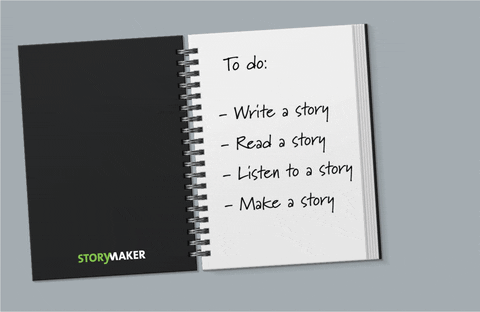 STORYMAKER
To do:
- Write a story
- Read a story
- Listen to a story
- Make a story